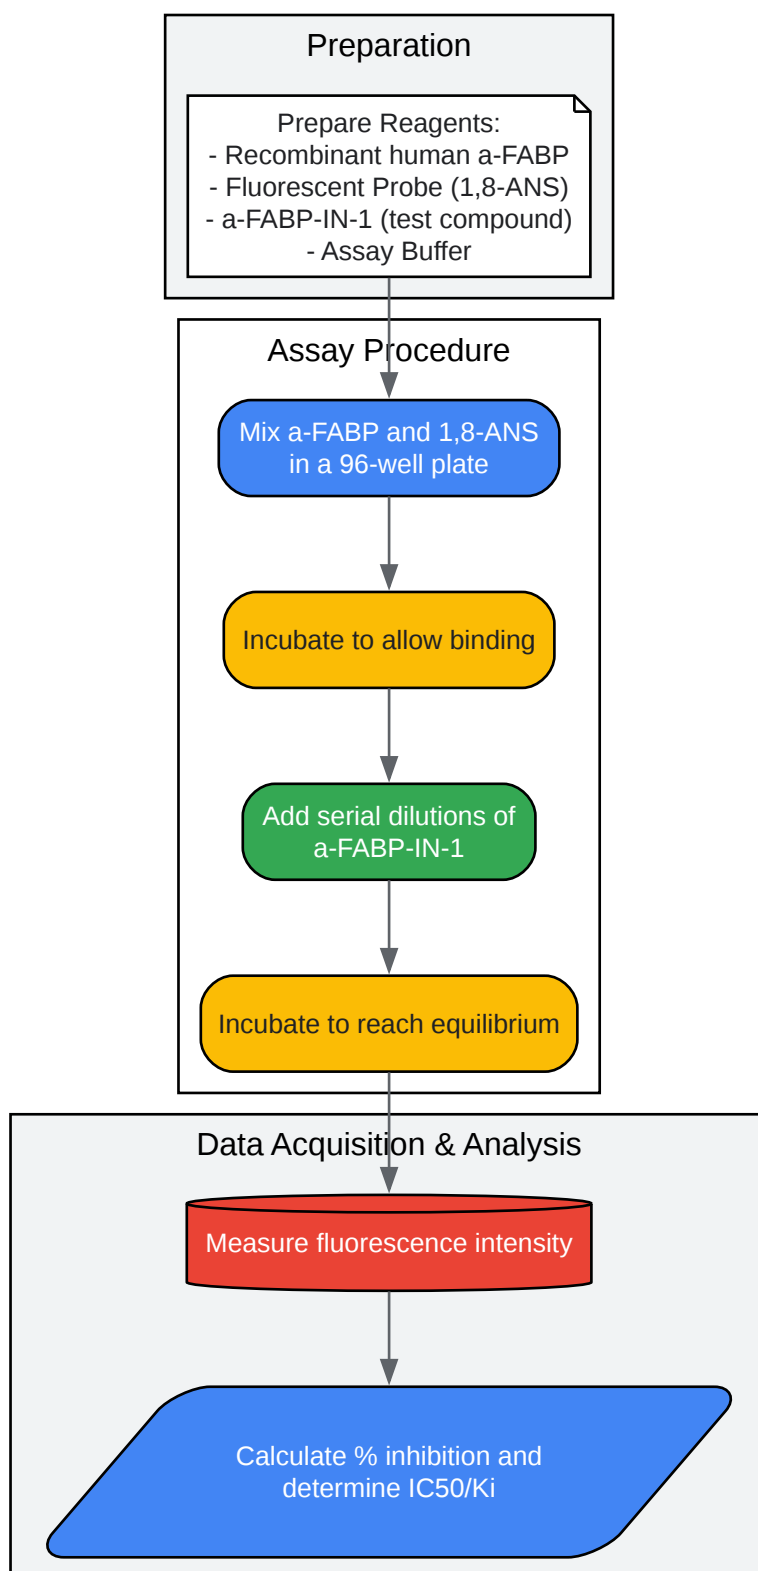 Preparation
Prepare Reagents:
- Recombinant human a-FABP
- Fluorescent Probe (1,8-ANS)
- a-FABP-IN-1 (test compound)
- Assay Buffer
Assay Procedure
Mix a-FABP and 1,8-ANS
in a 96-well plate
Incubate to allow binding
Add serial dilutions of
a-FABP-IN-1
Incubate to reach equilibrium
Data Acquisition & Analysis
Measure fluorescence intensity
Calculate % inhibition and
determine IC50/Ki